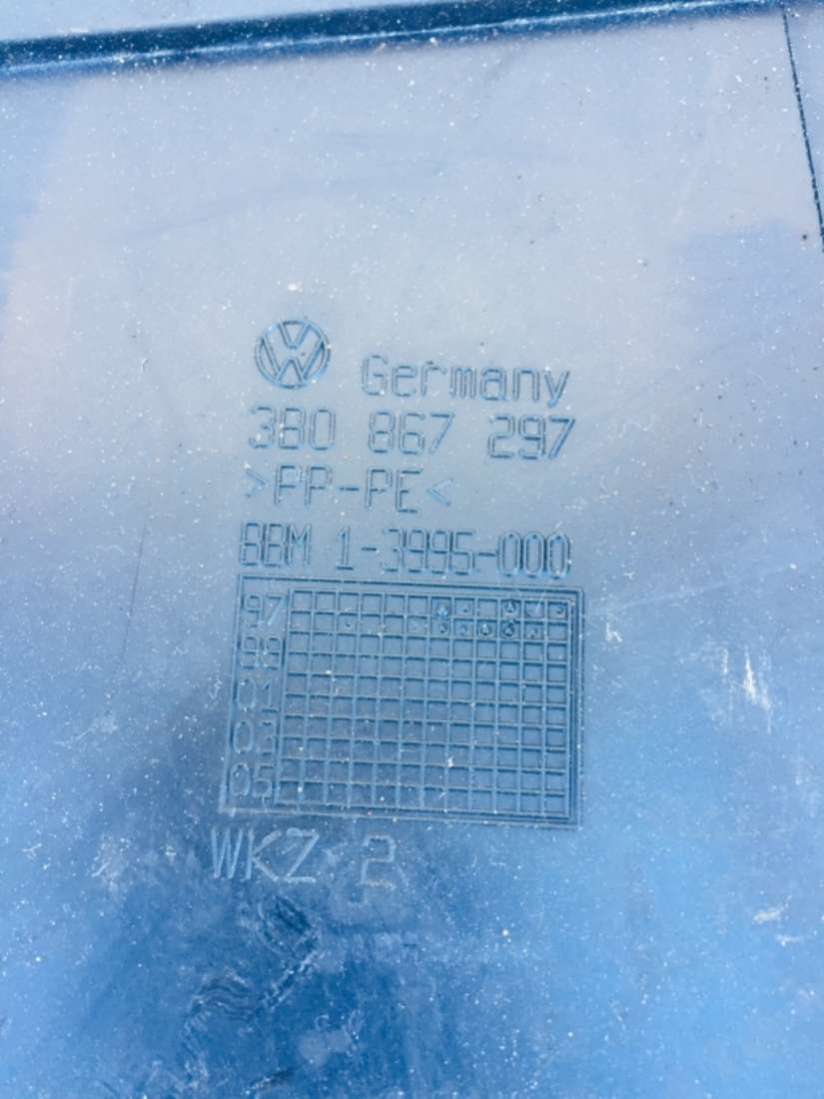 Germany
3B0 867 297
>PP-PE<
BBM 1-3995-000
97
99
01
03
05
WKZ 2